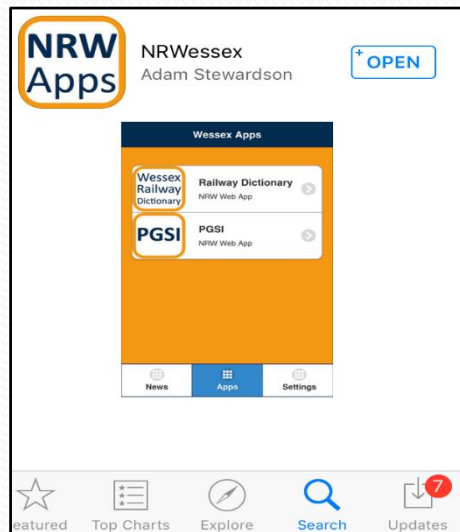 NRW
Apps
NRWessex
Adam Stewardson
+ OPEN
Wessex Apps
Wessex
Railway
Dictionary
Railway Dictionary
NRW Web App
PGSI
PGSI
NRW Web App
News Apps Settings
7
eatured Top Charts Explore Search Updates